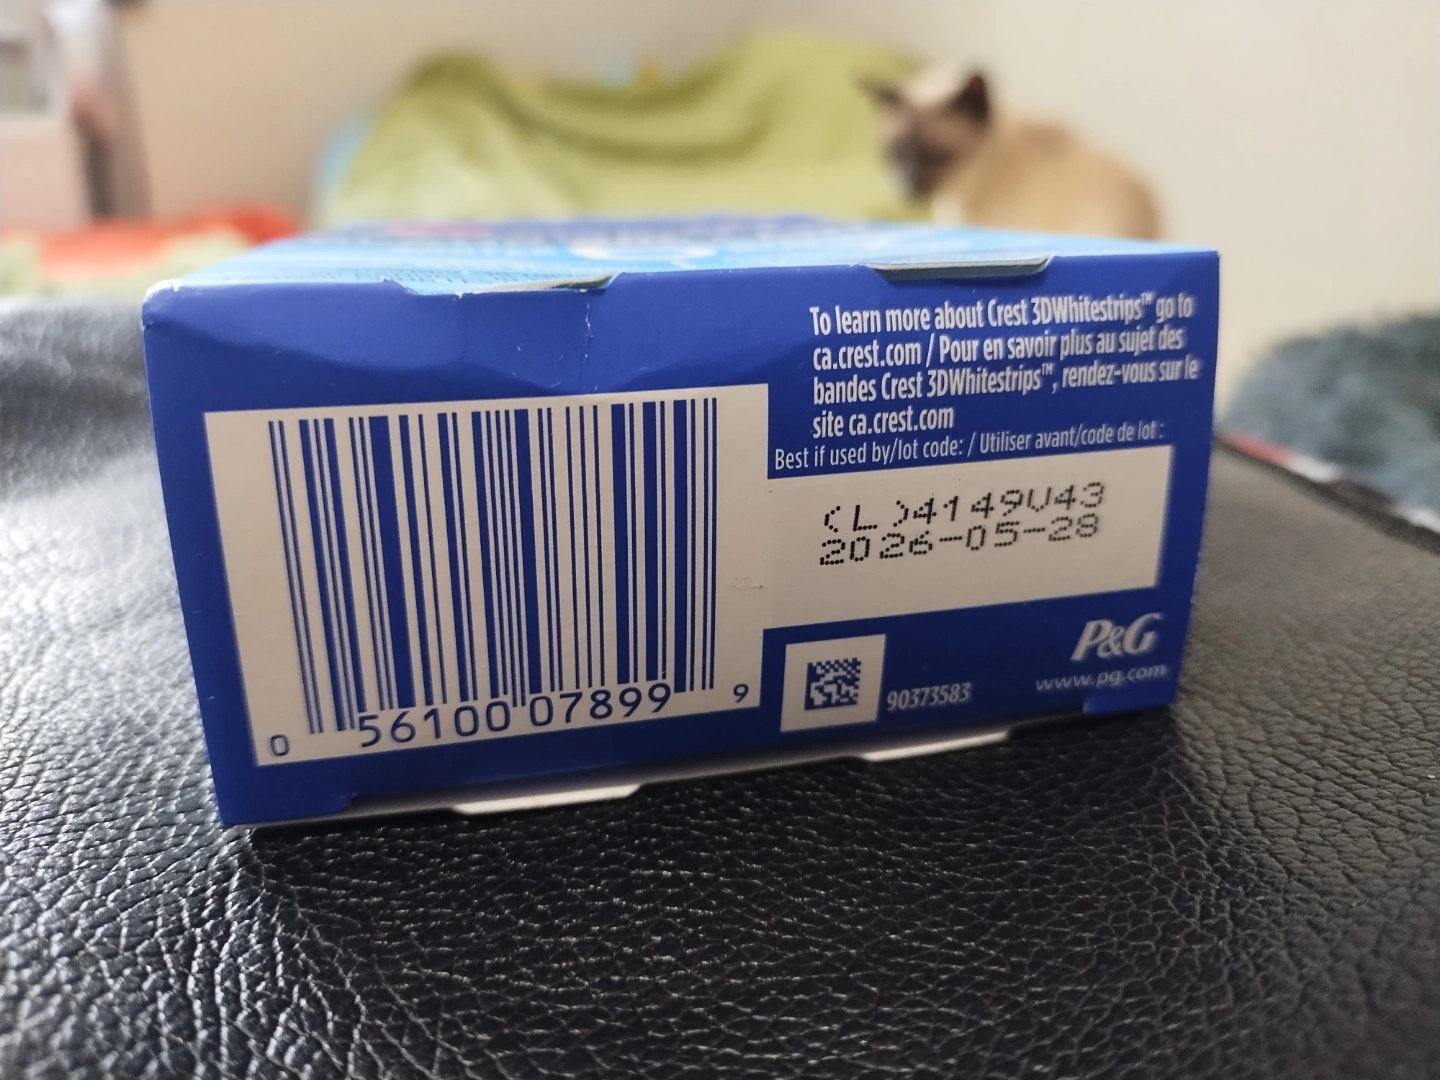 To learn more about Crest 3DWhitestrips™ go to
ca.crest.com / Pour en savoir plus au sujet des
bandes Crest 3DWhitestrips™, rendez-vous sur le
site ca.crest.com
Best if used by/lot code: / Utiliser avant/code de lot :
(L)4149U43
2026-05-28
0 56100 07899 9
90373583
P&G
www.pg.com